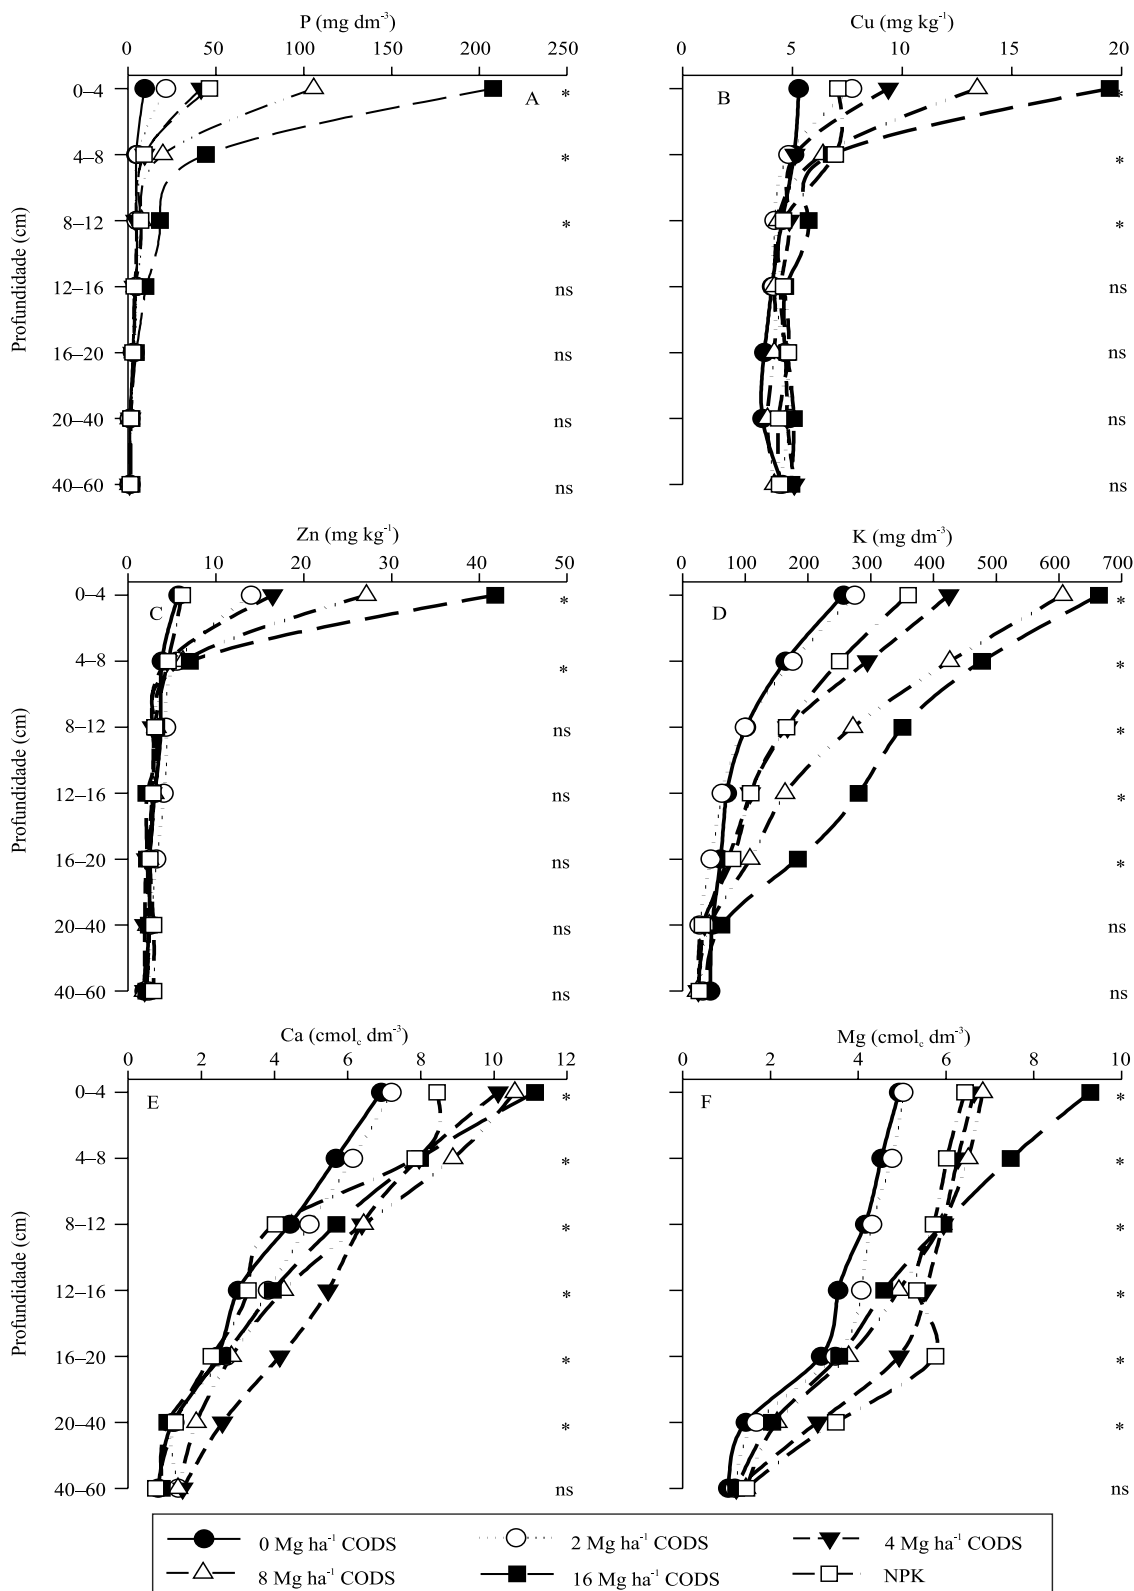 P (mg dm⁻³)
0 50 100 150 200 250
Profundidade (cm)
0–4 *
4–8 *
8–12 *
12–16 ns
16–20 ns
20–40 ns
40–60 ns
A
Cu (mg kg⁻¹)
0 5 10 15 20
B
*
*
*
ns
ns
ns
ns
Zn (mg kg⁻¹)
0 10 20 30 40 50
Profundidade (cm)
0–4 *
4–8 *
8–12 ns
12–16 ns
16–20 ns
20–40 ns
40–60 ns
C
K (mg dm⁻³)
0 100 200 300 400 500 600 700
D
*
*
*
*
*
ns
ns
Ca (cmol꜀ dm⁻³)
0 2 4 6 8 10 12
Profundidade (cm)
0–4 *
4–8 *
8–12 *
12–16 *
16–20 *
20–40 *
40–60 ns
E
Mg (cmol꜀ dm⁻³)
0 2 4 6 8 10
F
*
*
*
*
*
*
ns
0 Mg ha⁻¹ CODS 2 Mg ha⁻¹ CODS 4 Mg ha⁻¹ CODS
8 Mg ha⁻¹ CODS 16 Mg ha⁻¹ CODS NPK